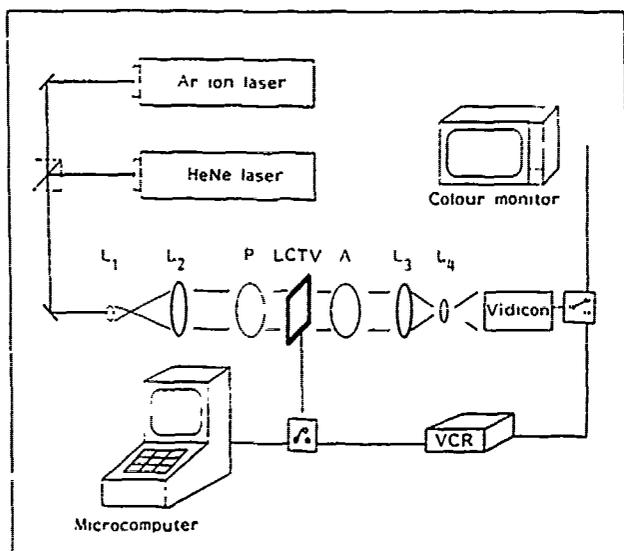 Ar ion laser
HeNe laser
Colour monitor
L1 L2 P LCTV A L3 L4
Vidicon
VCR
Microcomputer